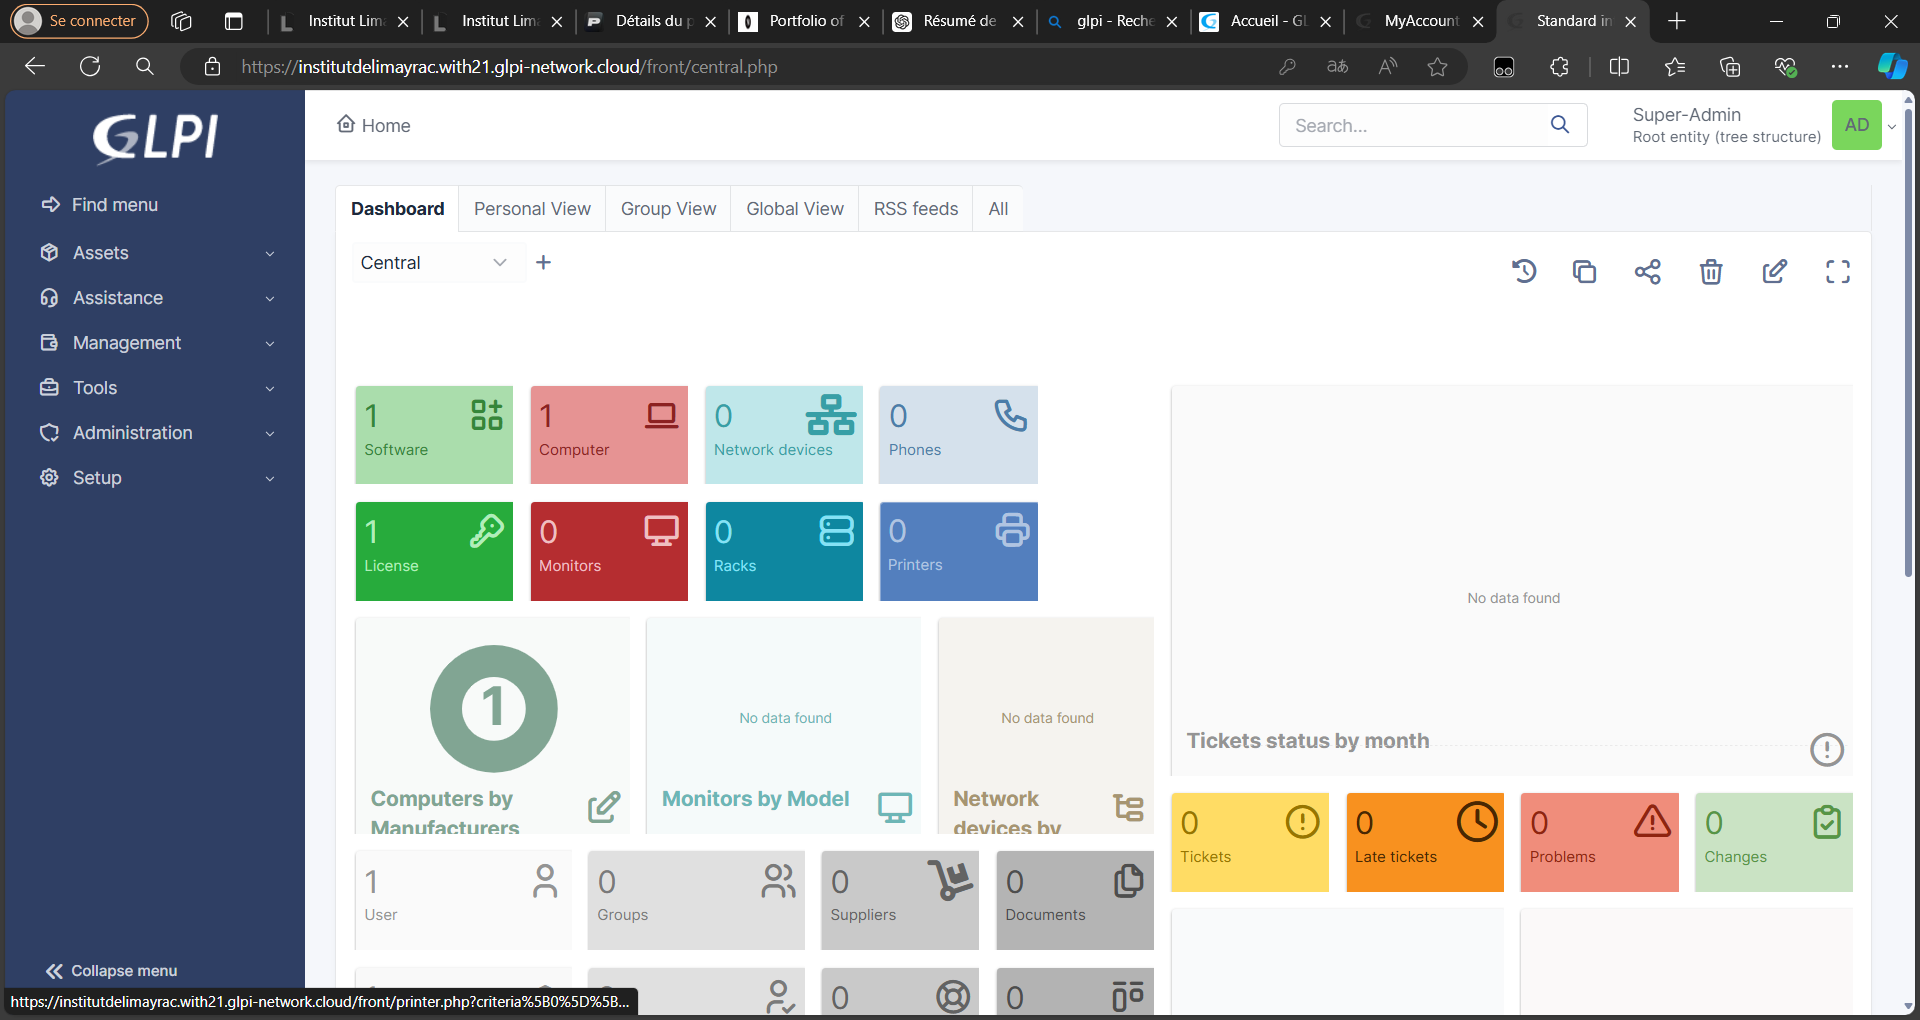 Se connecter
Institut Lim
Institut Lim
Détails du p
Portfolio of
Résumé de
glpi - Reche
Accueil - GL
MyAccount
Standard in
https://institutdelimayrac.with21.glpi-network.cloud/front/central.php
GLPI
Home
Search...
Super-Admin
Root entity (tree structure)
AD
Find menu
Assets
Assistance
Management
Tools
Administration
Setup
Collapse menu
Dashboard
Personal View
Group View
Global View
RSS feeds
All
Central
1
Software
1
Computer
0
Network devices
0
Phones
1
License
0
Monitors
0
Racks
0
Printers
No data found
Tickets status by month
1
Computers by
Manufacturers
No data found
Monitors by Model
No data found
Network
devices by
0
Tickets
0
Late tickets
0
Problems
0
Changes
1
User
0
Groups
0
Suppliers
0
Documents
0
0
https://institutdelimayrac.with21.glpi-network.cloud/front/printer.php?criteria%5B0%5D%5B...